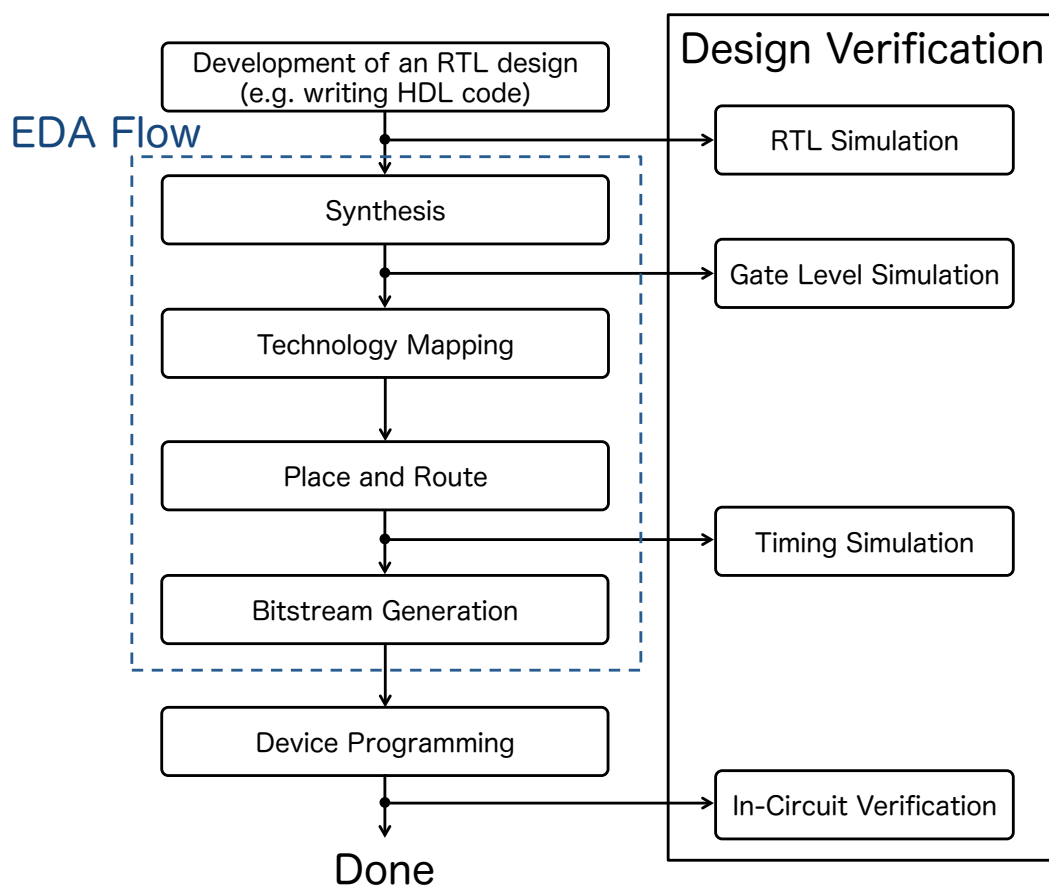 Development of an RTL design
(e.g. writing HDL code)
Design Verification
EDA Flow
RTL Simulation
Synthesis
Gate Level Simulation
Technology Mapping
Place and Route
Timing Simulation
Bitstream Generation
Device Programming
In-Circuit Verification
Done